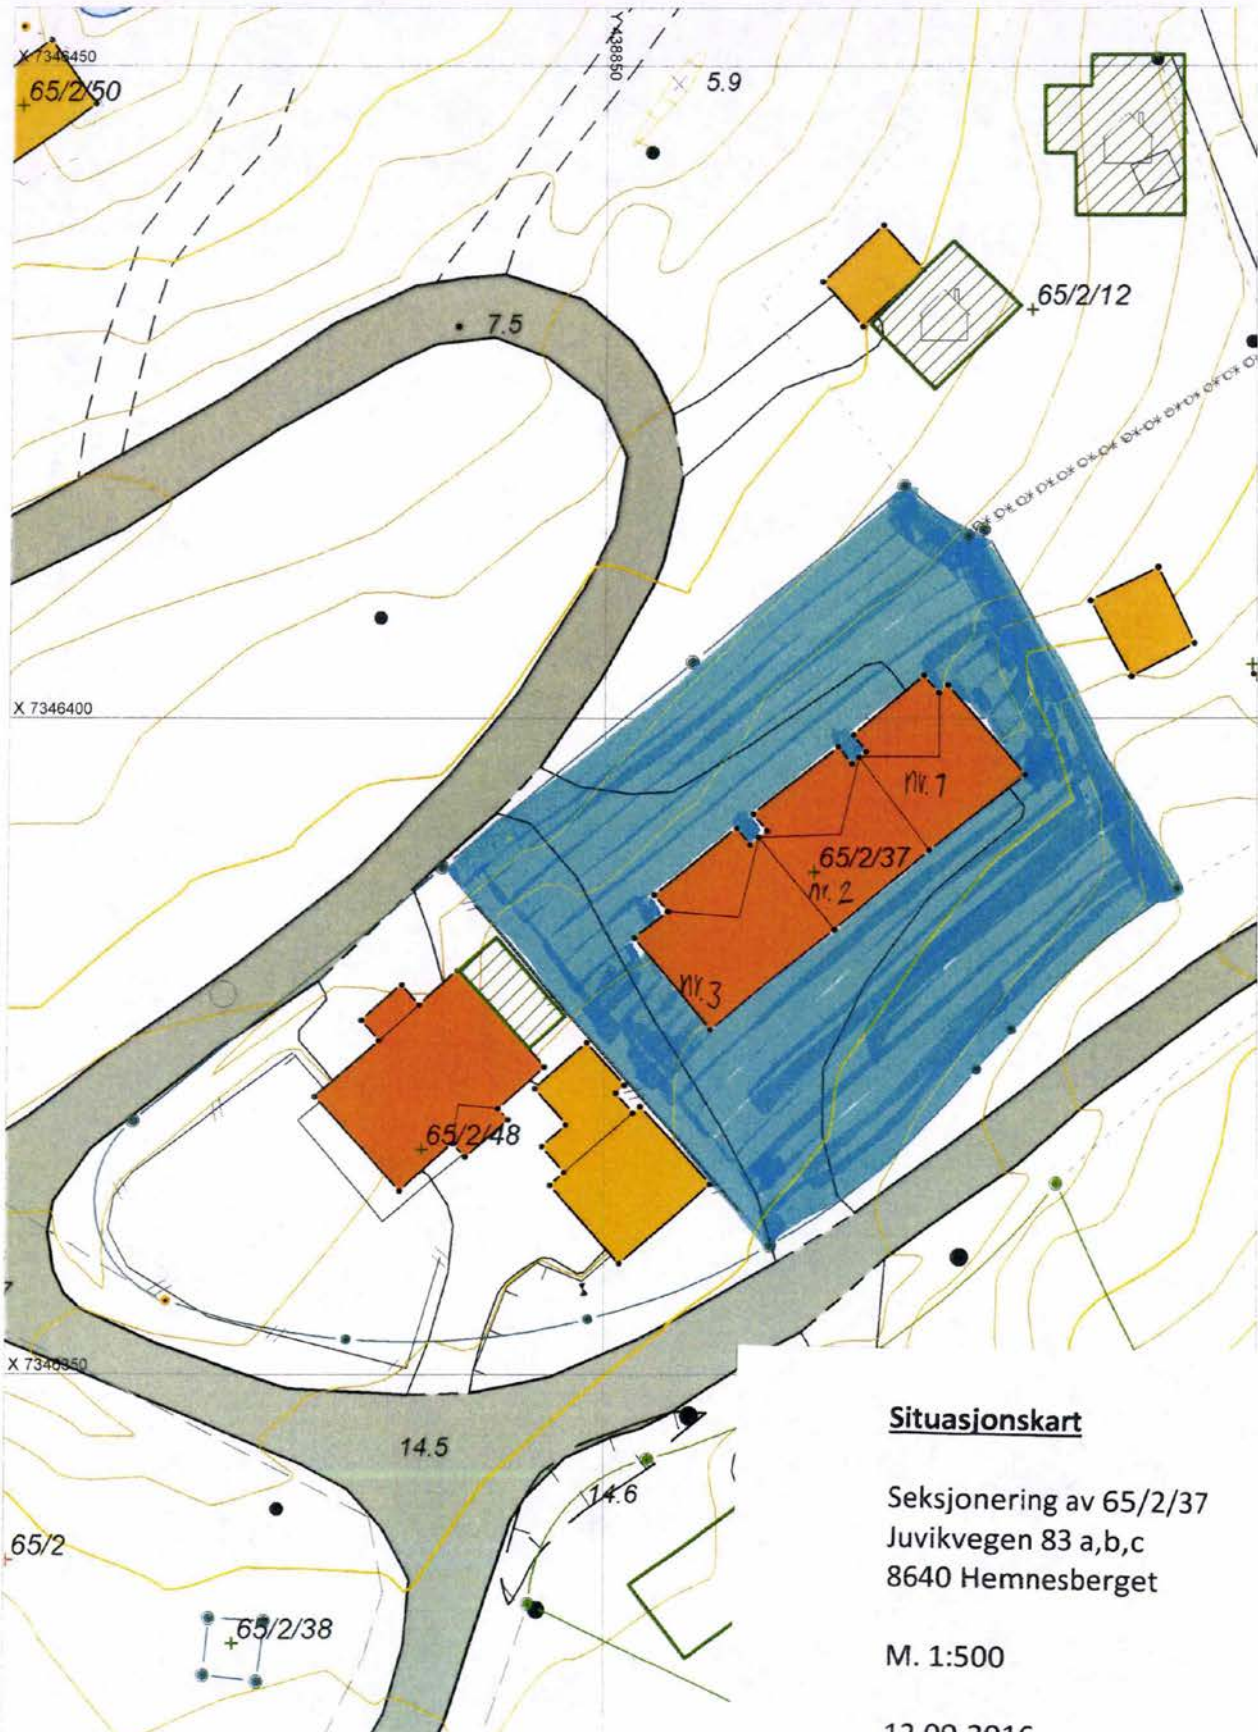 X 7346450
65/2/50
Y 438850
5.9
65/2/12
7.5
X 7346400
nr. 1
65/2/37
nr. 2
nr. 3
65/2/48
7
X 7346350
14.5
14.6
65/2
65/2/38
Situasjonskart
Seksjonering av 65/2/37
Juvikvegen 83 a,b,c
8640 Hemnesberget
M. 1:500